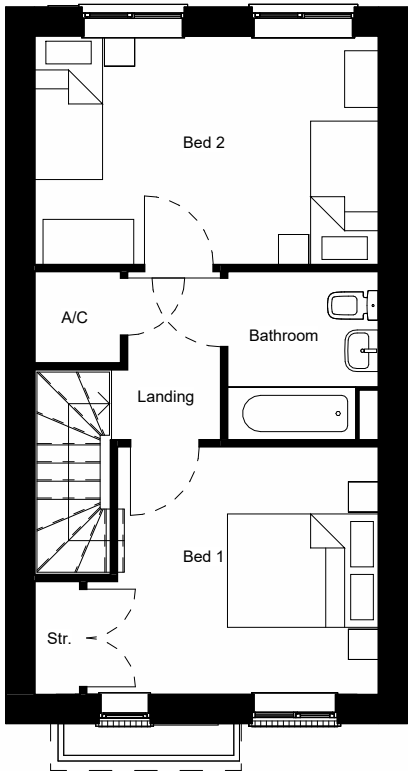 Bed 2
A/C
Bathroom
Landing
Bed 1
Str.